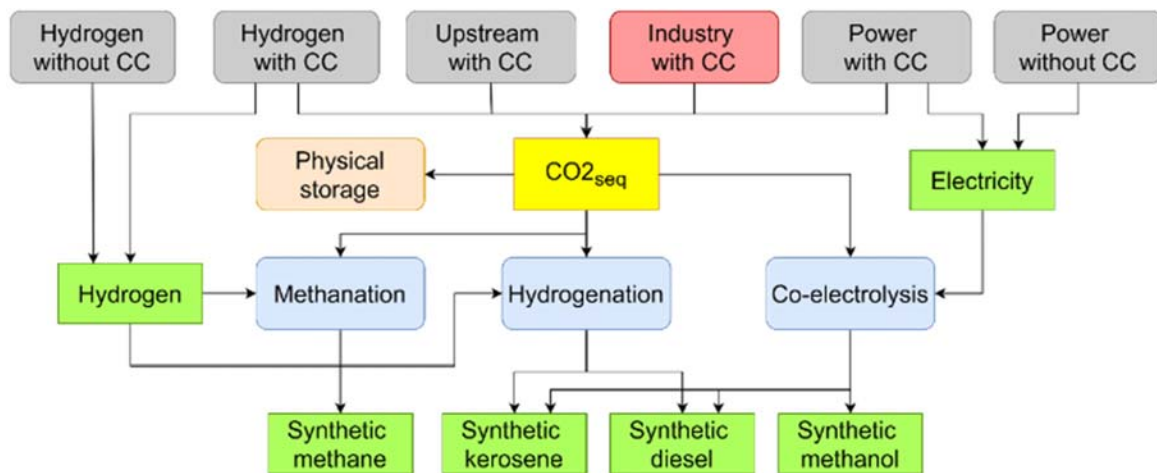 Hydrogen
without CC
Hydrogen
with CC
Upstream
with CC
Industry
with CC
Power
with CC
Power
without CC
Physical
storage
CO2seq
Electricity
Hydrogen
Methanation
Hydrogenation
Co-electrolysis
Synthetic
methane
Synthetic
kerosene
Synthetic
diesel
Synthetic
methanol